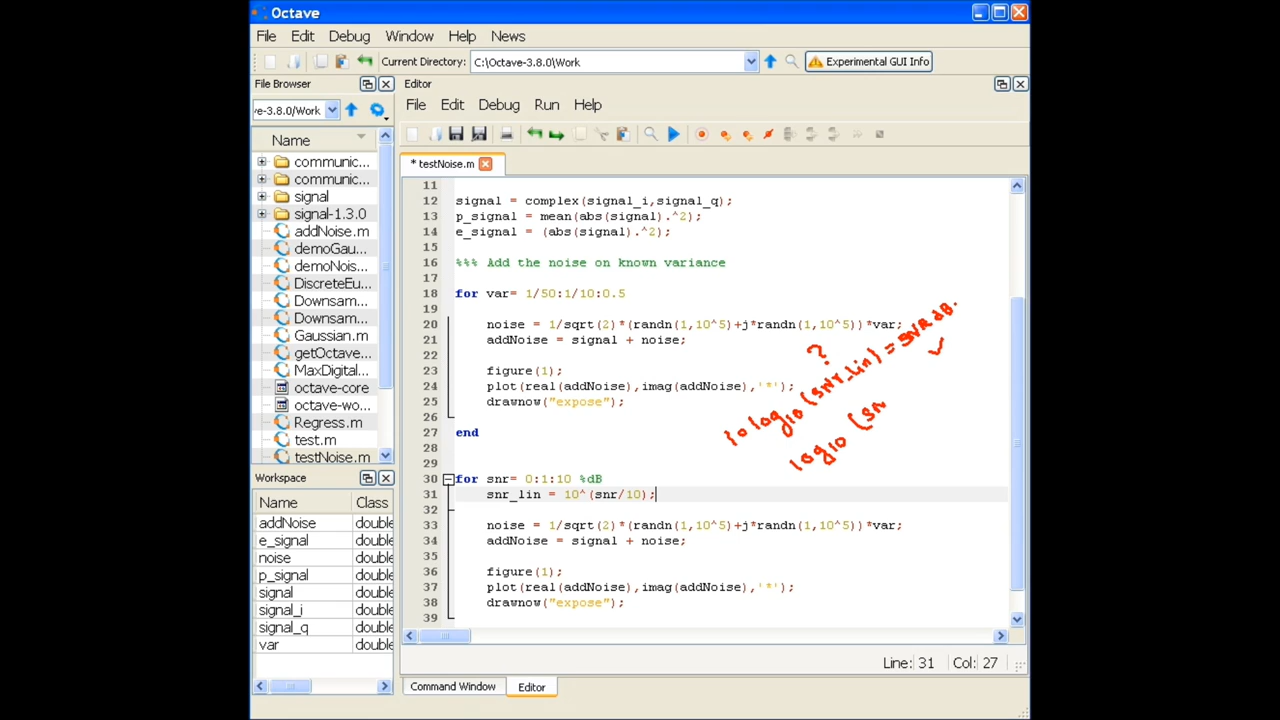 Octave
File Edit Debug Window Help News
Current Directory: C:\Octave-3.8.0/Work Experimental GUI Info
File Browser
Editor
ve-3.8.0/Work
File Edit Debug Run Help
Name
communic...
communic...
signal
signal-1.3.0
addNoise.m
demoGau...
demoNois...
DiscreteEu...
Downsam...
Downsam...
Gaussian.m
getOctave...
MaxDigital...
octave-core
octave-wo...
Regress.m
test.m
testNoise.m
Workspace
Name Class
addNoise double
e_signal double
noise double
p_signal double
signal double
signal_i double
signal_q double
var double
* testNoise.m
11
12 signal = complex(signal_i,signal_q);
13 p_signal = mean(abs(signal).^2);
14 e_signal = (abs(signal).^2);
15
16 %%% Add the noise on known variance
17
18 for var= 1/50:1/10:0.5
19
20 noise = 1/sqrt(2)*(randn(1,10^5)+j*randn(1,10^5))*var;
21 addNoise = signal + noise;
22
23 figure(1);
24 plot(real(addNoise),imag(addNoise),'*');
25 drawnow("expose");
26
27 end
28
29
30 for snr= 0:1:10 %dB
31 snr_lin = 10^(snr/10);
32
33 noise = 1/sqrt(2)*(randn(1,10^5)+j*randn(1,10^5))*var;
34 addNoise = signal + noise;
35
36 figure(1);
37 plot(real(addNoise),imag(addNoise),'*');
38 drawnow("expose");
39
?
10 log10 (snr_lin) = SNR dB.
log10 (sn
Line: 31 Col: 27
Command Window Editor